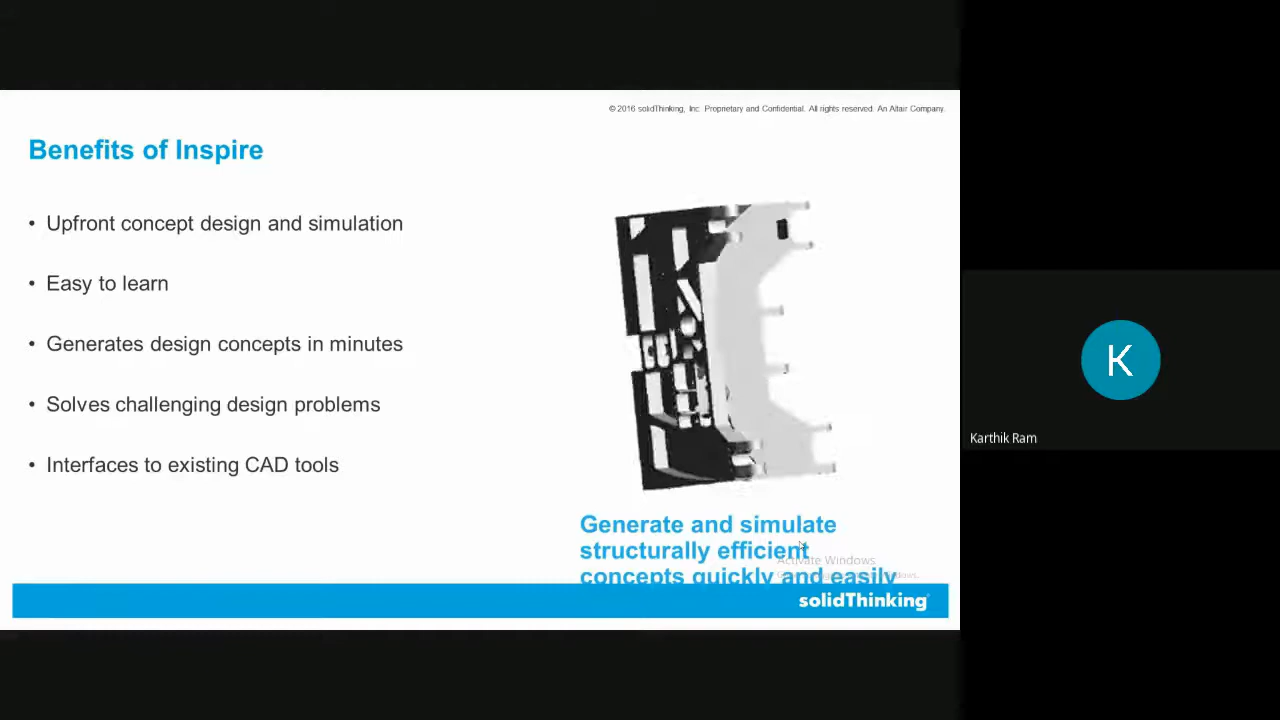 © 2016 solidThinking, Inc. Proprietary and Confidential. All rights reserved. An Altair Company.
Benefits of Inspire
• Upfront concept design and simulation
• Easy to learn
• Generates design concepts in minutes
• Solves challenging design problems
• Interfaces to existing CAD tools
Generate and simulate
structurally efficient
concepts quickly and easily
Activate Windows
solidThinking
K
Karthik Ram